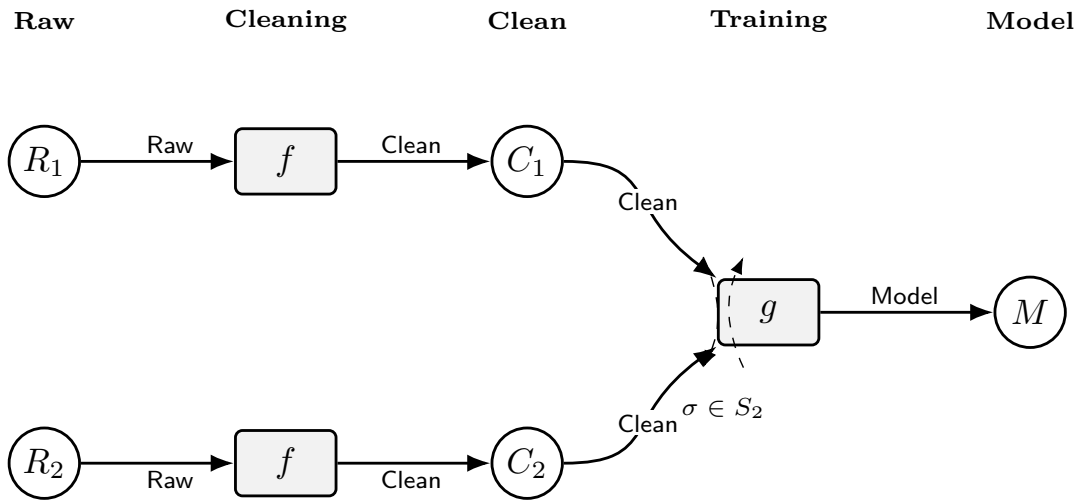 Raw Cleaning Clean Training Model
R₁ Raw f Clean C₁
Clean
g Model M
Clean σ ∈ S₂
R₂ Raw f Clean C₂